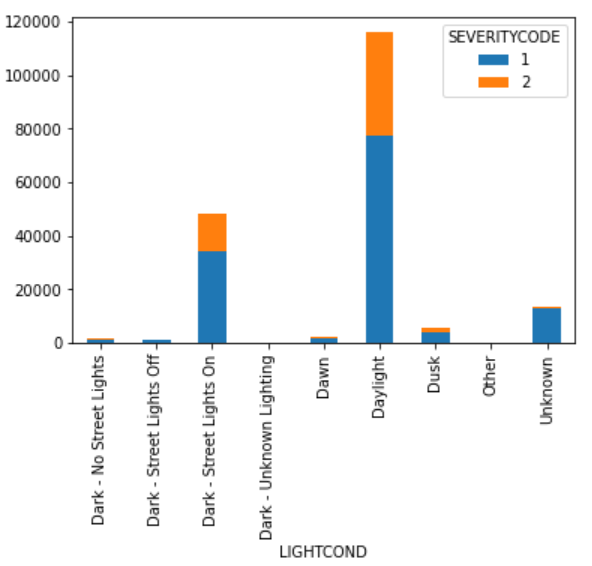 120000
100000
80000
60000
40000
20000
0
SEVERITYCODE
1
2
Dark - No Street Lights
Dark - Street Lights Off
Dark - Street Lights On
Dark - Unknown Lighting
Dawn
Daylight
Dusk
Other
Unknown
LIGHTCOND